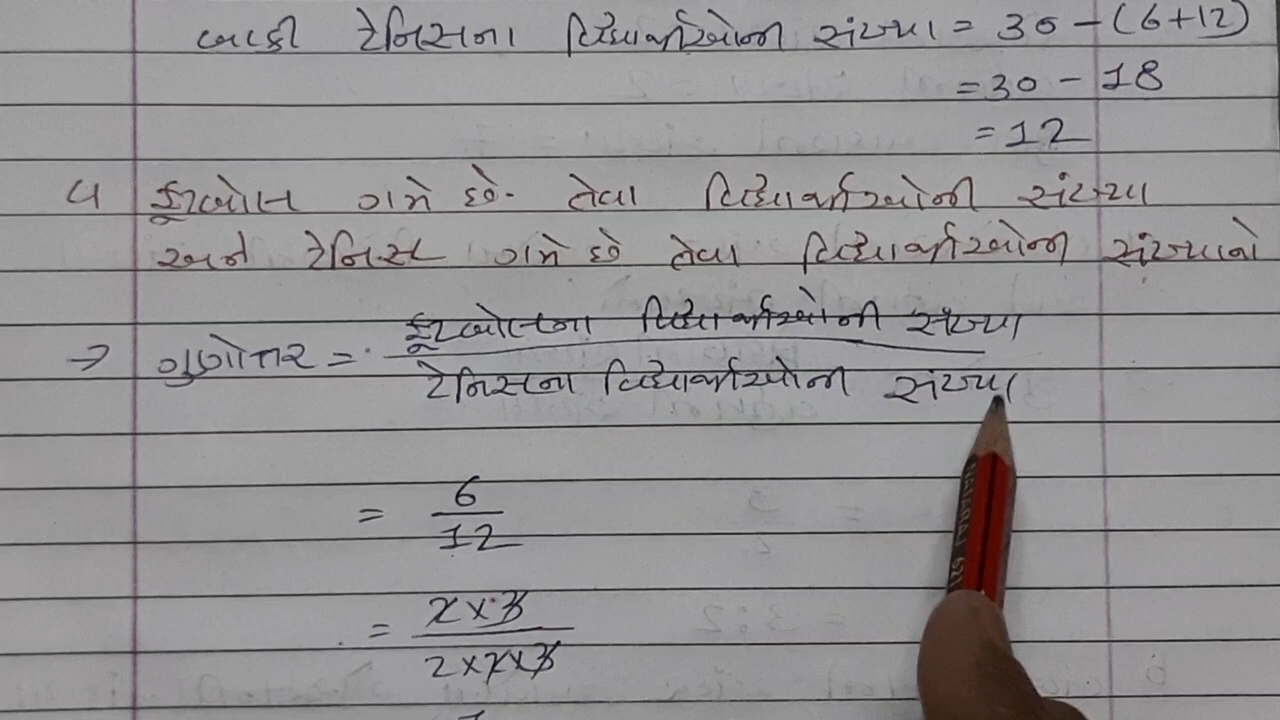 બાકી ટેનિસના વિદ્યાર્થીઓની સંખ્યા = 30 - (6+12)
= 30 - 18
= 12
a ફૂટબોલ ગમે છે. તેવા વિદ્યાર્થીઓની સંખ્યા
અને ટેનિસ ગમે છે તેવા વિદ્યાર્થીઓની સંખ્યાનો
→ ગુણોત્તર = ફૂટબોલના વિદ્યાર્થીઓની સંખ્યા
ટેનિસના વિદ્યાર્થીઓની સંખ્યા
= 6
12
= 2×3
2×2×3